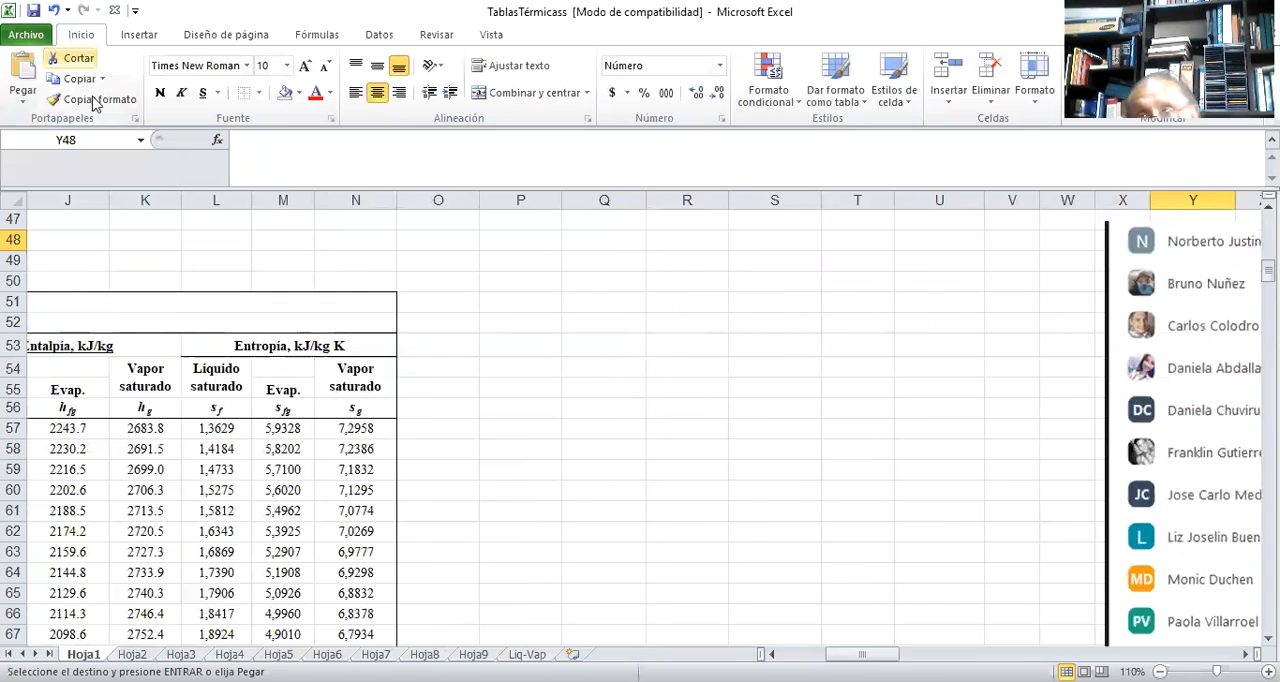 TablasTérmicass [Modo de compatibilidad] - Microsoft Excel
Archivo Inicio Insertar Diseño de página Fórmulas Datos Revisar Vista
Pegar
Cortar
Copiar
Copiar formato
Portapapeles
Times New Roman 10
N K S
Fuente
Ajustar texto
Combinar y centrar
Alineación
Número
$ % 000
Número
Formato condicional
Dar formato como tabla
Estilos de celda
Estilos
Insertar Eliminar Formato
Celdas
Modificar
Y48 fx
J K L M N O P Q R S T U V W X Y
47
48 N Norberto Justin
49
50 Bruno Nuñez
51
52 Carlos Colodro
53 Entalpía, kJ/kg Entropía, kJ/kg K
54 Vapor Líquido Vapor Daniela Abdalla
55 Evap. saturado saturado Evap. saturado
56 hfg hg sf sfg sg DC Daniela Chuviru
57 2243.7 2683.8 1,3629 5,9328 7,2958
58 2230.2 2691.5 1,4184 5,8202 7,2386 Franklin Gutierre
59 2216.5 2699.0 1,4733 5,7100 7,1832
60 2202.6 2706.3 1,5275 5,6020 7,1295 JC Jose Carlo Med
61 2188.5 2713.5 1,5812 5,4962 7,0774
62 2174.2 2720.5 1,6343 5,3925 7,0269 L Liz Joselin Buen
63 2159.6 2727.3 1,6869 5,2907 6,9777
64 2144.8 2733.9 1,7390 5,1908 6,9298 MD Monic Duchen
65 2129.6 2740.3 1,7906 5,0926 6,8832
66 2114.3 2746.4 1,8417 4,9960 6,8378 PV Paola Villarroel
67 2098.6 2752.4 1,8924 4,9010 6,7934
Hoja1 Hoja2 Hoja3 Hoja4 Hoja5 Hoja6 Hoja7 Hoja8 Hoja9 Liq-Vap
Seleccione el destino y presione ENTRAR o elija Pegar 110%